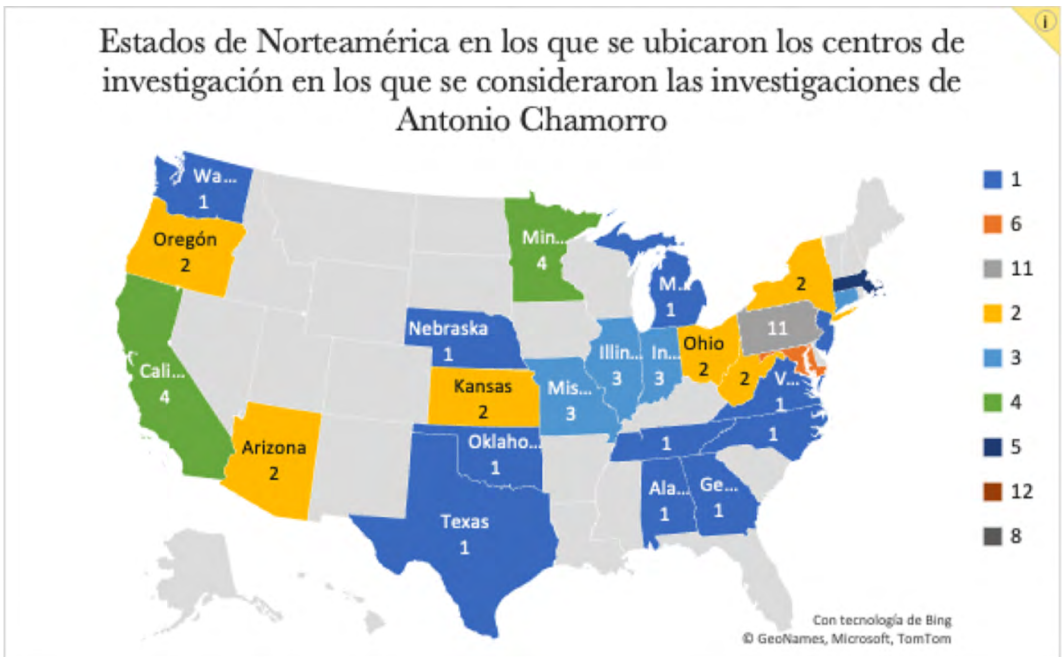 Estados de Norteamérica en los que se ubicaron los centros de
investigación en los que se consideraron las investigaciones de
Antonio Chamorro
Wa...
1
Oregón
2
Cali...
4
Arizona
2
Nebraska
1
Kansas
2
Oklaho...
1
Texas
1
Min...
4
Mis...
3
Illin...
3
In...
3
M...
1
Ohio
2
2
11
2
V...
1
1
1
Ala...
1
Ge...
1
1
6
11
2
3
4
5
12
8
Con tecnología de Bing
© GeoNames, Microsoft, TomTom